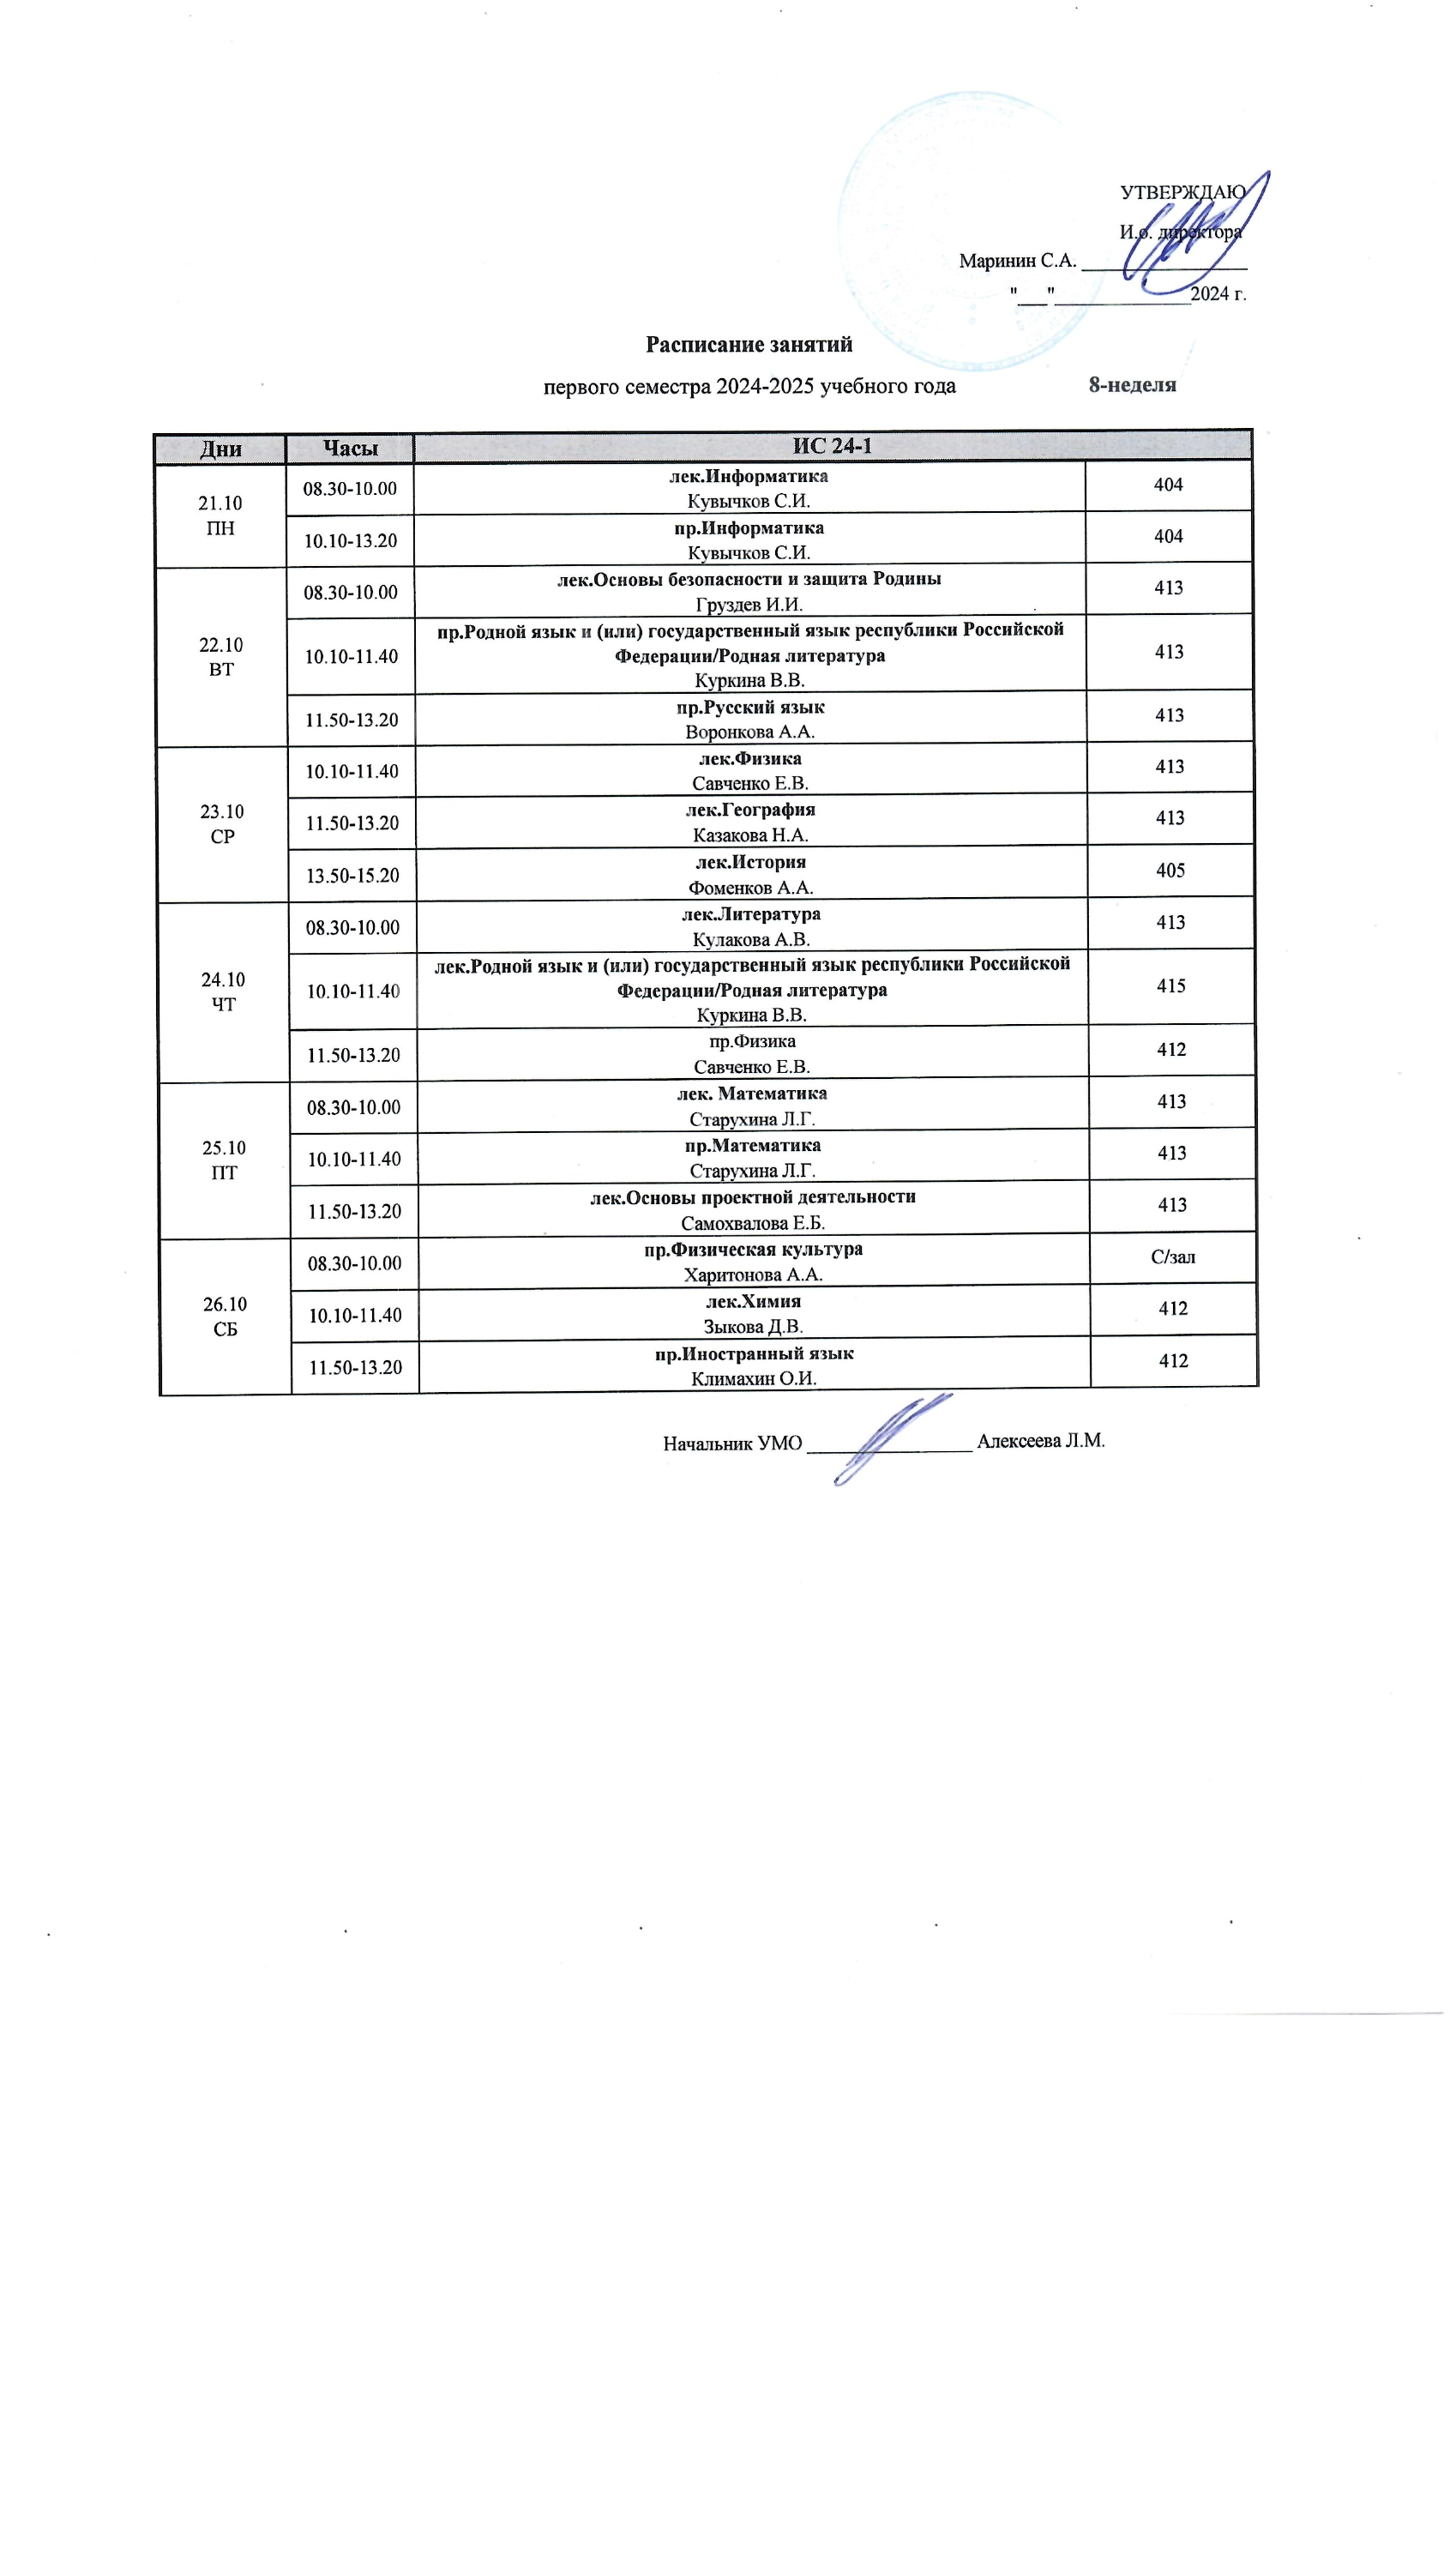 УТВЕРЖДАЮ
И.о. директора
Маринин С.А. ________________
"___"_____________2024 г.
Расписание занятий
первого семестра 2024-2025 учебного года 8-неделя
Дни Часы ИС 24-1
21.10
ПН
08.30-10.00
лек.Информатика
Кувычков С.И.
404
10.10-13.20
пр.Информатика
Кувычков С.И.
404
22.10
ВТ
08.30-10.00
лек.Основы безопасности и защита Родины
Груздев И.И.
413
10.10-11.40
пр.Родной язык и (или) государственный язык республики Российской
Федерации/Родная литература
Куркина В.В.
413
11.50-13.20
пр.Русский язык
Воронкова А.А.
413
23.10
СР
10.10-11.40
лек.Физика
Савченко Е.В.
413
11.50-13.20
лек.География
Казакова Н.А.
413
13.50-15.20
лек.История
Фоменков А.А.
405
24.10
ЧТ
08.30-10.00
лек.Литература
Кулакова А.В.
413
10.10-11.40
лек.Родной язык и (или) государственный язык республики Российской
Федерации/Родная литература
Куркина В.В.
415
11.50-13.20
пр.Физика
Савченко Е.В.
412
25.10
ПТ
08.30-10.00
лек. Математика
Старухина Л.Г.
413
10.10-11.40
пр.Математика
Старухина Л.Г.
413
11.50-13.20
лек.Основы проектной деятельности
Самохвалова Е.Б.
413
26.10
СБ
08.30-10.00
пр.Физическая культура
Харитонова А.А.
С/зал
10.10-11.40
лек.Химия
Зыкова Д.В.
412
11.50-13.20
пр.Иностранный язык
Климахин О.И.
412
Начальник УМО ________________ Алексеева Л.М.